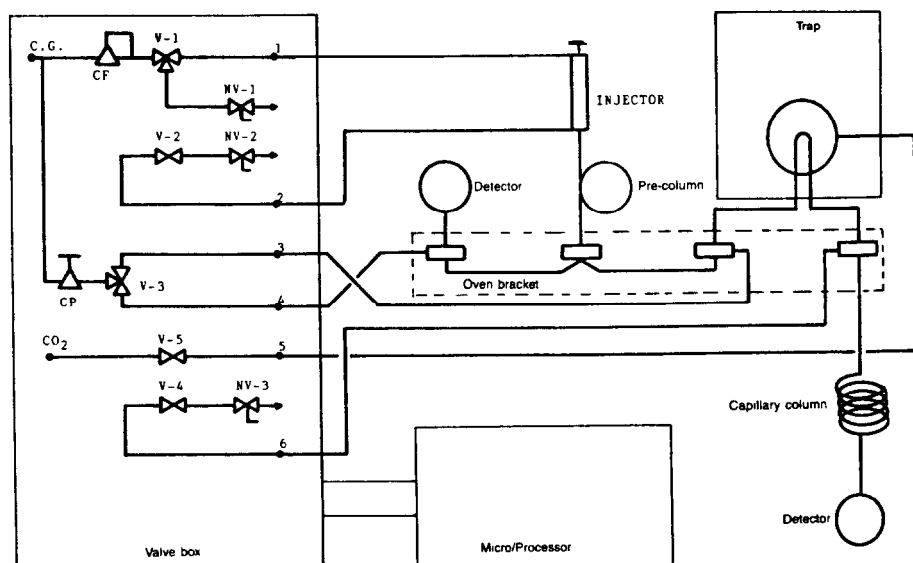 C.G.
V-1
CF
1
NV-1
INJECTOR
Trap
V-2
NV-2
2
Detector
Pre-column
3
CP
V-3
4
Oven bracket
CO2
V-5
5
V-4
NV-3
6
Capillary column
Detector
Valve box
Micro/Processor